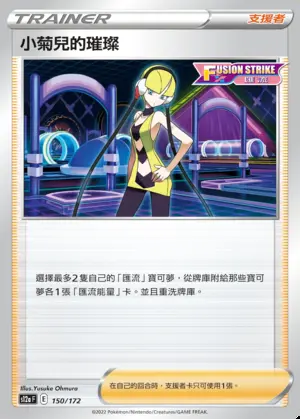 TRAINER 支援者
小菊兒的璀璨
FUSION STRIKE
選擇最多2隻自己的「匯流」寶可夢,從牌庫附給那些寶可
夢各1張「匯流能量」卡。並且重洗牌庫。
Illus.Yusuke Ohmura
s12a F E 150/172
在自己的回合時,支援者卡只可使用1張。
©2022 Pokémon/Nintendo/Creatures/GAME FREAK.